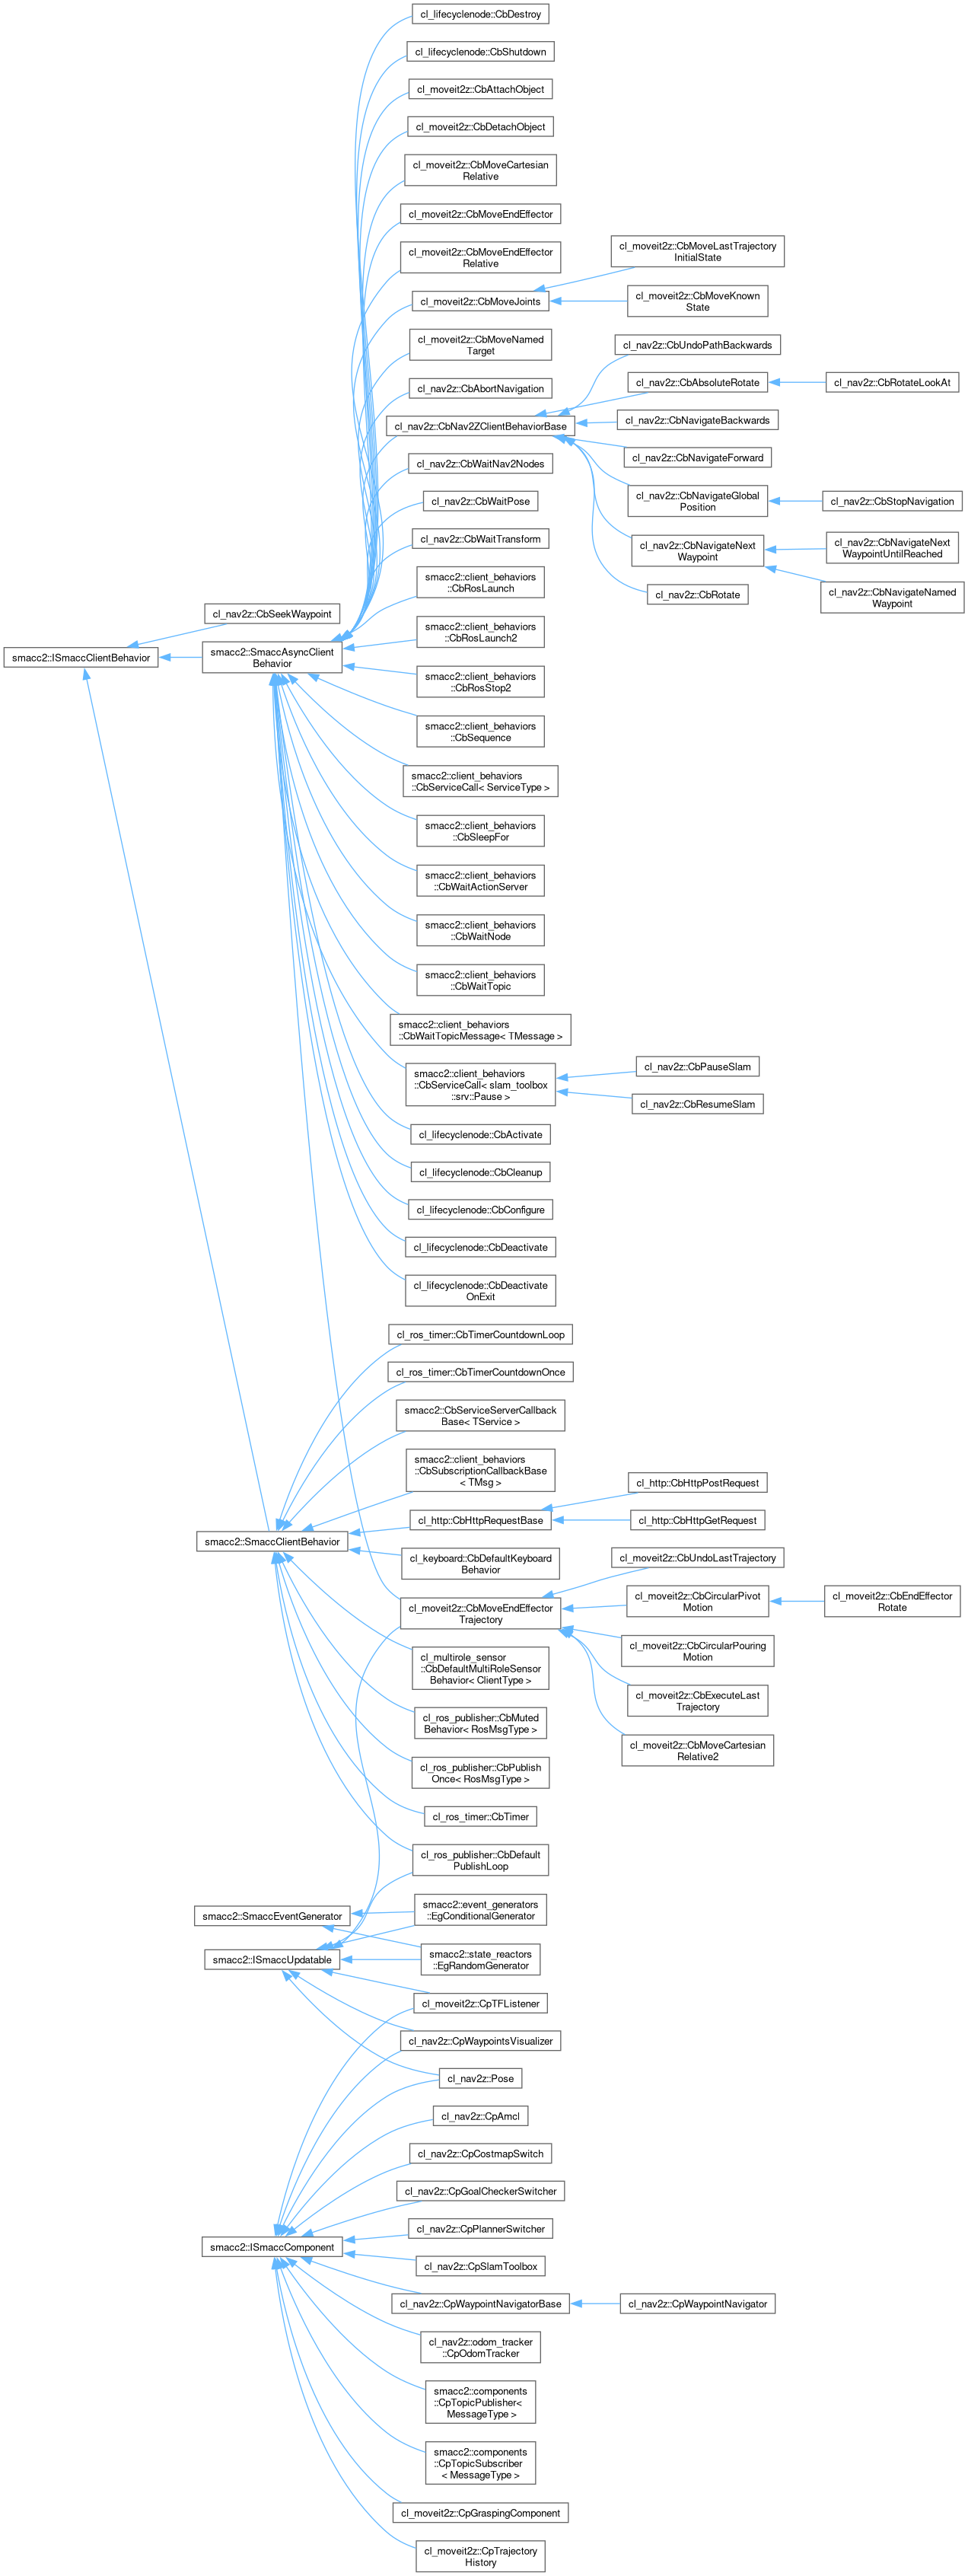 cl_lifecyclenode::CbDestroy
cl_lifecyclenode::CbShutdown
cl_moveit2z::CbAttachObject
cl_moveit2z::CbDetachObject
cl_moveit2z::CbMoveCartesian
Relative
cl_moveit2z::CbMoveEndEffector
cl_moveit2z::CbMoveEndEffector
Relative
cl_moveit2z::CbMoveJoints
cl_moveit2z::CbMoveLastTrajectory
InitialState
cl_moveit2z::CbMoveKnown
State
cl_moveit2z::CbMoveNamed
Target
cl_nav2z::CbAbortNavigation
cl_nav2z::CbNav2ZClientBehaviorBase
cl_nav2z::CbUndoPathBackwards
cl_nav2z::CbAbsoluteRotate
cl_nav2z::CbRotateLookAt
cl_nav2z::CbNavigateBackwards
cl_nav2z::CbNavigateForward
cl_nav2z::CbNavigateGlobal
Position
cl_nav2z::CbStopNavigation
cl_nav2z::CbNavigateNext
Waypoint
cl_nav2z::CbNavigateNext
WaypointUntilReached
cl_nav2z::CbNavigateNamed
Waypoint
cl_nav2z::CbRotate
cl_nav2z::CbWaitNav2Nodes
cl_nav2z::CbWaitPose
cl_nav2z::CbWaitTransform
smacc2::client_behaviors
::CbRosLaunch
cl_nav2z::CbSeekWaypoint
smacc2::ISmaccClientBehavior
smacc2::SmaccAsyncClient
Behavior
smacc2::client_behaviors
::CbRosLaunch2
smacc2::client_behaviors
::CbRosStop2
smacc2::client_behaviors
::CbSequence
smacc2::client_behaviors
::CbServiceCall< ServiceType >
smacc2::client_behaviors
::CbSleepFor
smacc2::client_behaviors
::CbWaitActionServer
smacc2::client_behaviors
::CbWaitNode
smacc2::client_behaviors
::CbWaitTopic
smacc2::client_behaviors
::CbWaitTopicMessage< TMessage >
smacc2::client_behaviors
::CbServiceCall< slam_toolbox
::srv::Pause >
cl_nav2z::CbPauseSlam
cl_nav2z::CbResumeSlam
cl_lifecyclenode::CbActivate
cl_lifecyclenode::CbCleanup
cl_lifecyclenode::CbConfigure
cl_lifecyclenode::CbDeactivate
cl_lifecyclenode::CbDeactivate
OnExit
cl_ros_timer::CbTimerCountdownLoop
cl_ros_timer::CbTimerCountdownOnce
smacc2::CbServiceServerCallback
Base< TService >
smacc2::client_behaviors
::CbSubscriptionCallbackBase
< TMsg >
smacc2::SmaccClientBehavior
cl_http::CbHttpRequestBase
cl_http::CbHttpPostRequest
cl_http::CbHttpGetRequest
cl_keyboard::CbDefaultKeyboard
Behavior
cl_moveit2z::CbMoveEndEffector
Trajectory
cl_moveit2z::CbUndoLastTrajectory
cl_moveit2z::CbCircularPivot
Motion
cl_moveit2z::CbEndEffector
Rotate
cl_moveit2z::CbCircularPouring
Motion
cl_moveit2z::CbExecuteLast
Trajectory
cl_moveit2z::CbMoveCartesian
Relative2
cl_multirole_sensor
::CbDefaultMultiRoleSensor
Behavior< ClientType >
cl_ros_publisher::CbMuted
Behavior< RosMsgType >
cl_ros_publisher::CbPublish
Once< RosMsgType >
cl_ros_timer::CbTimer
cl_ros_publisher::CbDefault
PublishLoop
smacc2::SmaccEventGenerator
smacc2::event_generators
::EgConditionalGenerator
smacc2::ISmaccUpdatable
smacc2::state_reactors
::EgRandomGenerator
cl_moveit2z::CpTFListener
cl_nav2z::CpWaypointsVisualizer
cl_nav2z::Pose
cl_nav2z::CpAmcl
cl_nav2z::CpCostmapSwitch
cl_nav2z::CpGoalCheckerSwitcher
cl_nav2z::CpPlannerSwitcher
smacc2::ISmaccComponent
cl_nav2z::CpSlamToolbox
cl_nav2z::CpWaypointNavigatorBase
cl_nav2z::CpWaypointNavigator
cl_nav2z::odom_tracker
::CpOdomTracker
smacc2::components
::CpTopicPublisher<
MessageType >
smacc2::components
::CpTopicSubscriber
< MessageType >
cl_moveit2z::CpGraspingComponent
cl_moveit2z::CpTrajectory
History